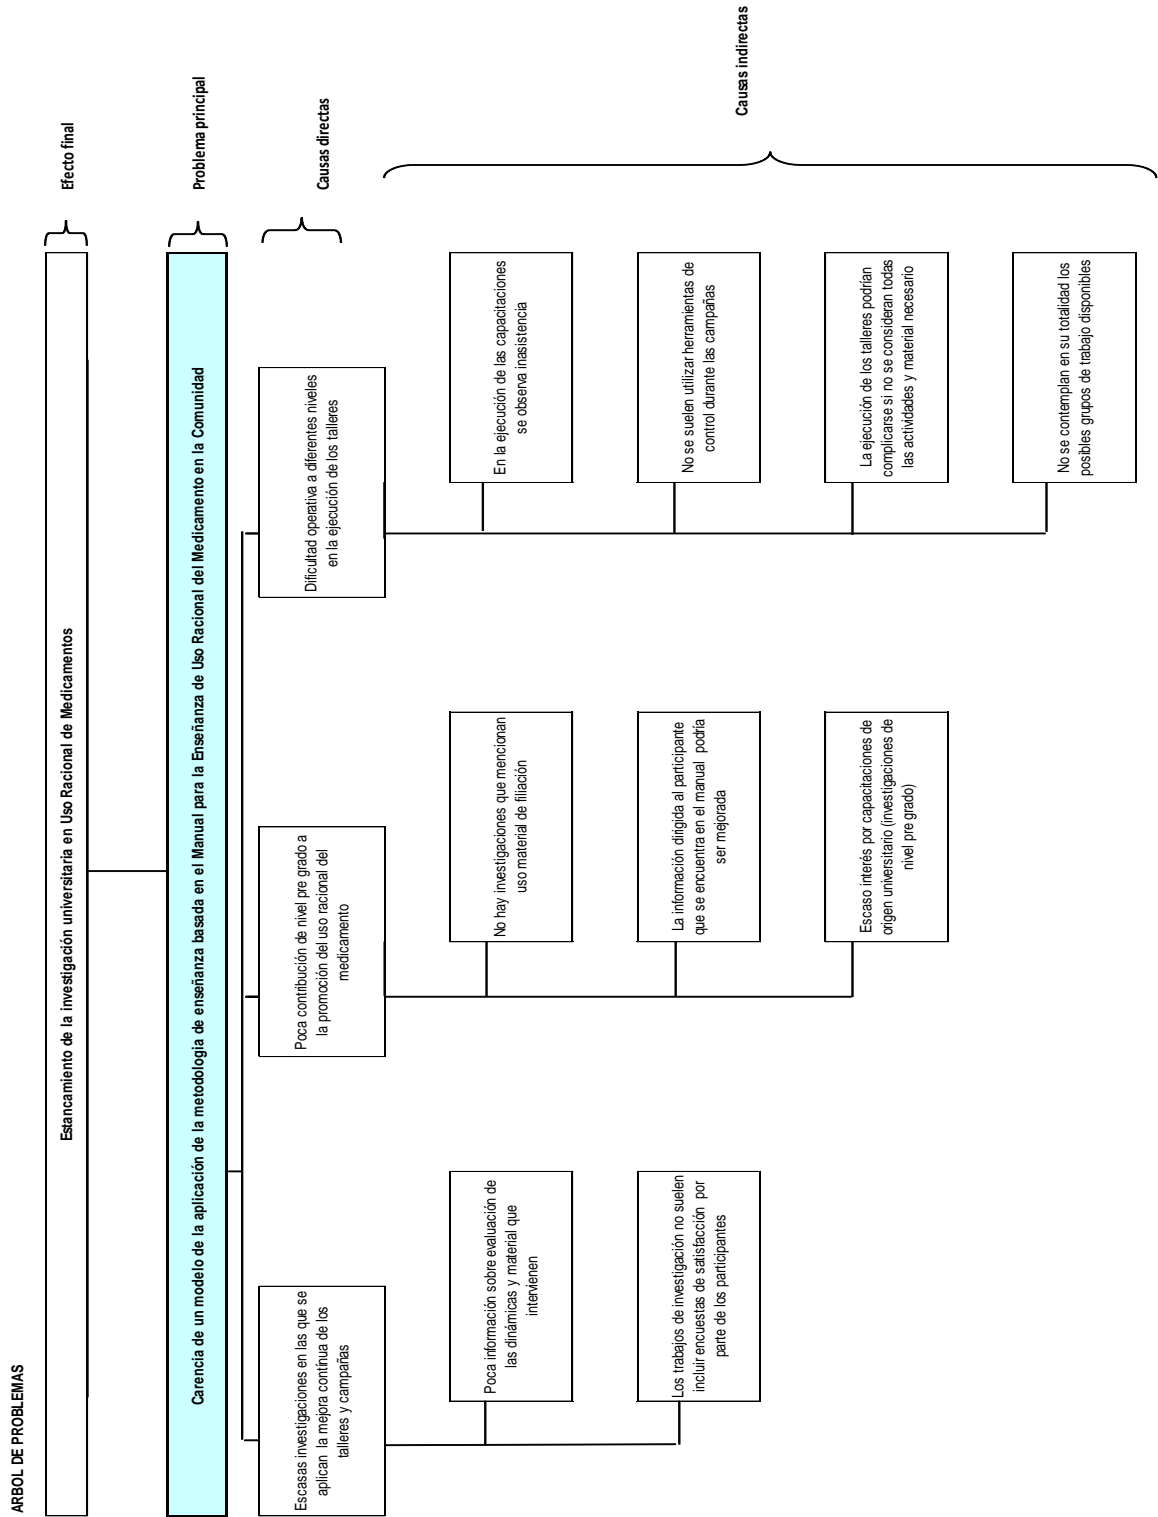 ARBOL DE PROBLEMAS
Estancamiento de la investigación universitaria en Uso Racional de Medicamentos
Efecto final
Carencia de un modelo de la aplicación de la metodología de enseñanza basada en el Manual para la Enseñanza de Uso Racional del Medicamento en la Comunidad
Problema principal
Escasas investigaciones en las que se
aplican la mejora contínua de los
talleres y campañas
Poca contribución de nivel pre grado a
la promoción del uso racional del
medicamento
Dificultad operativa a diferentes niveles
en la ejecución de los talleres
Causas directas
Poca información sobre evaluación de
las dinámicas y material que
intervienen
No hay investigaciones que mencionan
uso material de filiación
En la ejecución de las capacitaciones
se observa inasistencia
Los trabajos de investigación no suelen
incluir encuestas de satisfacción por
parte de los participantes
La información dirigida al participante
que se encuentra en el manual podría
ser mejorada
No se suelen utilizar herramientas de
control durante las campañas
Escaso interés por capacitaciones de
origen universitario (investigaciones de
nivel pre grado)
La ejecución de los talleres podrían
complicarse si no se consideran todas
las actividades y material necesario
No se contemplan en su totalidad los
posibles grupos de trabajo disponibles
Causas indirectas